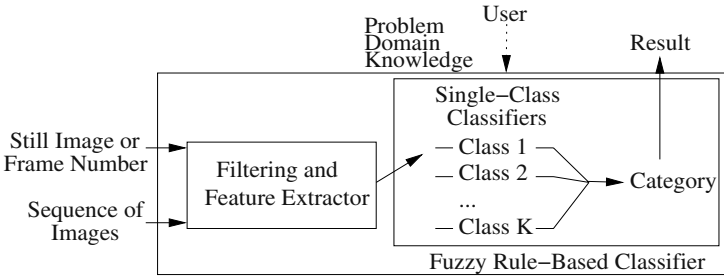 User
Problem
Domain
Knowledge
Result
Single−Class
Classifiers
Still Image or
Frame Number
Filtering and
Feature Extractor
Sequence of
Images
Class 1
Class 2
...
Class K
Category
Fuzzy Rule−Based Classifier